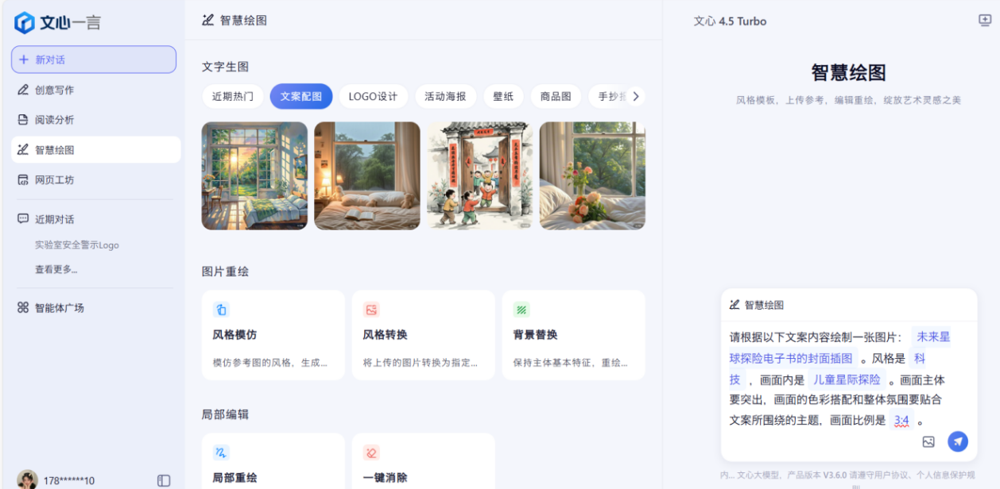 文心一言
新对话
创意写作
阅读分析
智慧绘图
网页工坊
近期对话
实验室安全警示Logo
查看更多...
智能体广场
178******10
智慧绘图
文字生图
近期热门
文案配图
LOGO设计
活动海报
壁纸
商品图
手抄报
图片重绘
风格模仿
模仿参考图的风格，生成...
风格转换
将上传的图片转换为指定...
背景替换
保持主体基本特征，重绘...
局部编辑
局部重绘
一键消除
文心 4.5 Turbo
智慧绘图
风格模板，上传参考，编辑重绘，绽放艺术灵感之美
智慧绘图
请根据以下文案内容绘制一张图片： 未来星
球探险电子书的封面插图 。风格是 科
技 ，画面内是 儿童星际探险 。画面主体
要突出，画面的色彩搭配和整体氛围要贴合
文案所围绕的主题，画面比例是 3:4 。
内... 文心大模型，产品版本 V3.6.0 请遵守用户协议、个人信息保护规
则